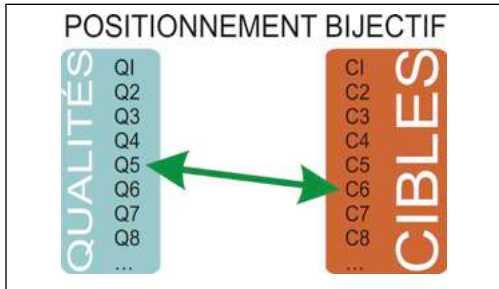 POSITIONNEMENT BIJECTIF
QUALITÉS
QI
Q2
Q3
Q4
Q5
Q6
Q7
Q8
...
CI
C2
C3
C4
C5
C6
C7
C8
...
CIBLES